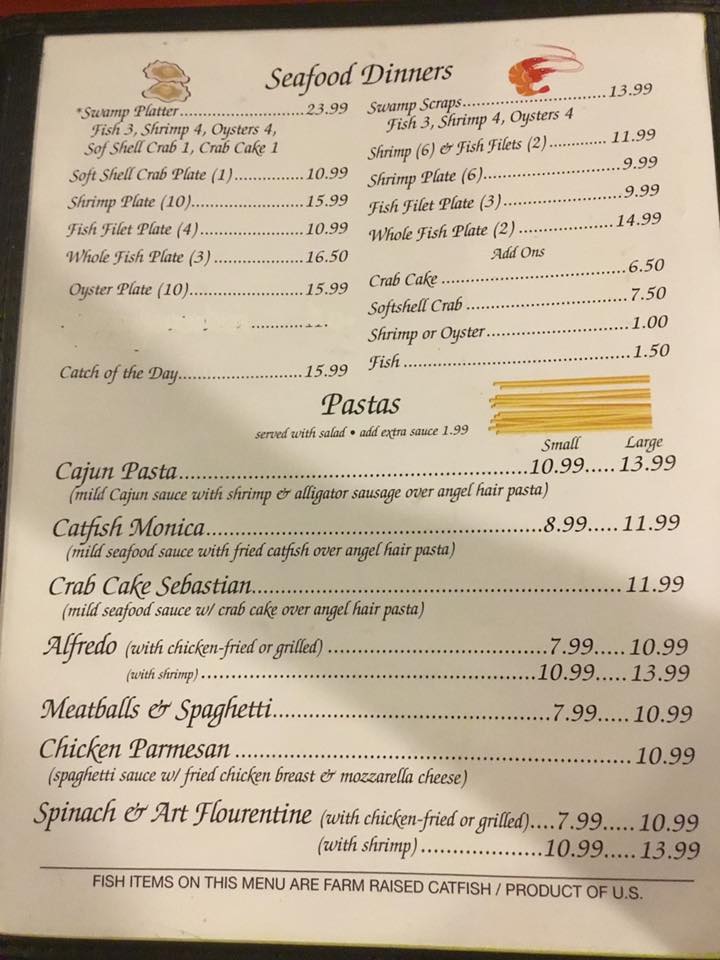 Seafood Dinners
*Swamp Platter..........................23.99
Fish 3, Shrimp 4, Oysters 4,
Sof Shell Crab 1, Crab Cake 1
Soft Shell Crab Plate (1)..............10.99
Shrimp Plate (10).......................15.99
Fish Filet Plate (4)......................10.99
Whole Fish Plate (3)...................16.50
Oyster Plate (10)........................15.99
Catch of the Day..........................15.99
Swamp Scraps..............................13.99
Fish 3, Shrimp 4, Oysters 4
Shrimp (6) & Fish Filets (2)............11.99
Shrimp Plate (6)............................9.99
Fish Filet Plate (3)........................9.99
Whole Fish Plate (2)....................14.99
Add Ons
Crab Cake.....................................6.50
Softshell Crab...............................7.50
Shrimp or Oyster...........................1.00
Fish...............................................1.50
Pastas
served with salad • add extra sauce 1.99
Small Large
Cajun Pasta..........................................................10.99.....13.99
(mild Cajun sauce with shrimp & alligator sausage over angel hair pasta)
Catfish Monica......................................................8.99.....11.99
(mild seafood sauce with fried catfish over angel hair pasta)
Crab Cake Sebastian.......................................................11.99
(mild seafood sauce w/ crab cake over angel hair pasta)
Alfredo (with chicken-fried or grilled)..................................7.99.....10.99
(with shrimp)....................................................10.99.....13.99
Meatballs & Spaghetti...........................................7.99.....10.99
Chicken Parmesan..........................................................10.99
(spaghetti sauce w/ fried chicken breast & mozzarella cheese)
Spinach & Art Flourentine (with chicken-fried or grilled)....7.99.....10.99
(with shrimp)..................10.99.....13.99
FISH ITEMS ON THIS MENU ARE FARM RAISED CATFISH / PRODUCT OF U.S.